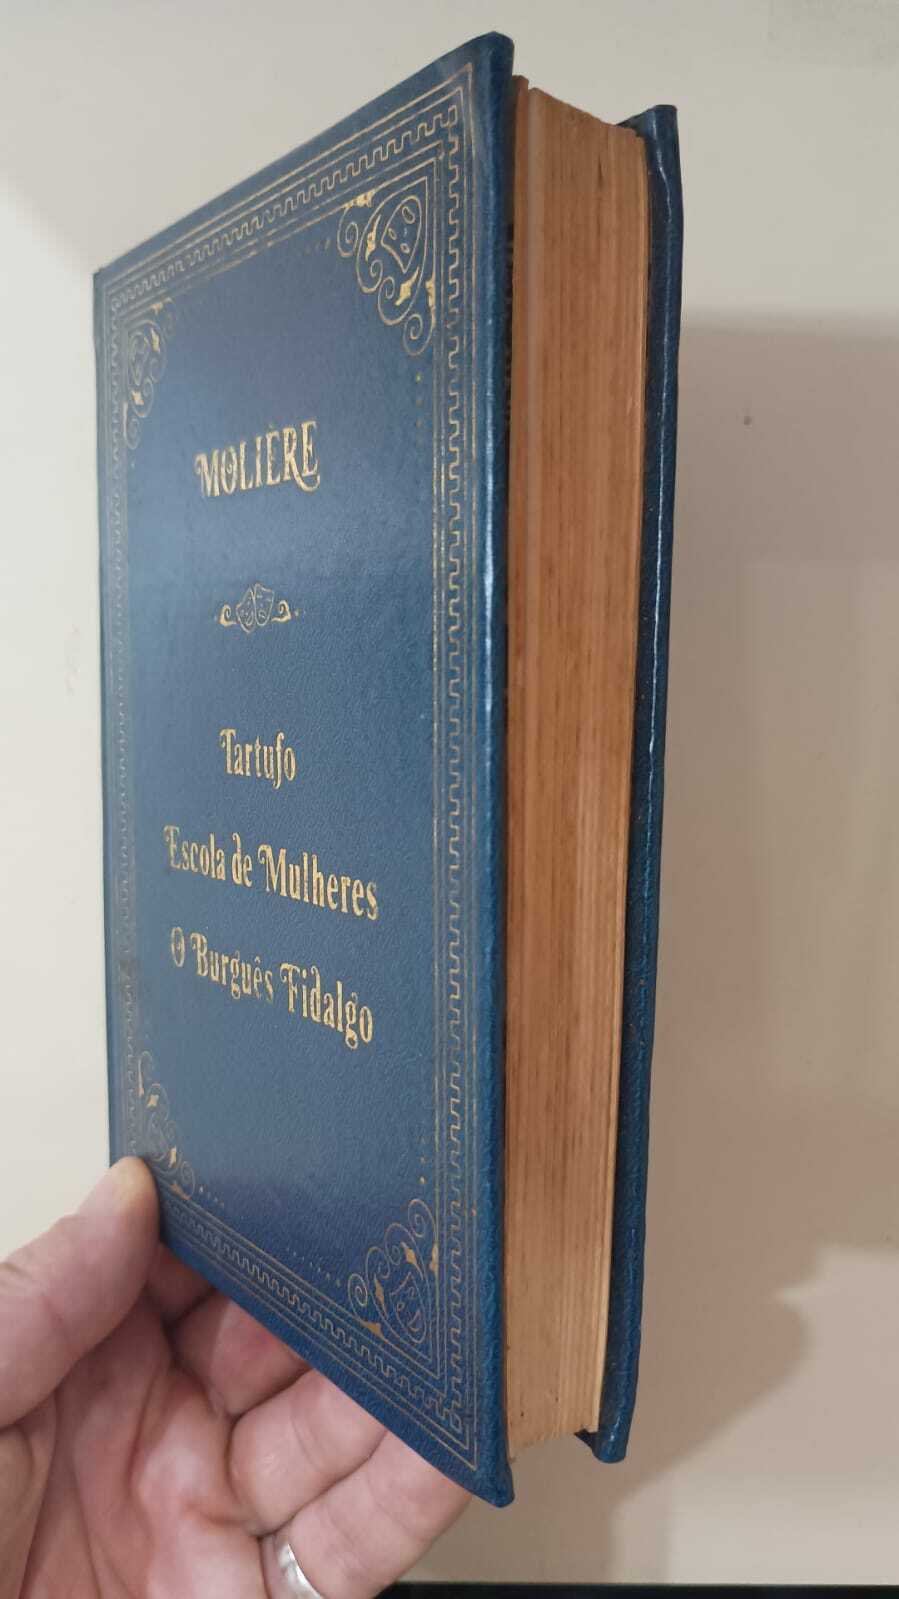 MOLIÈRE
Tartufo
Escola de Mulheres
O Burguês Fidalgo